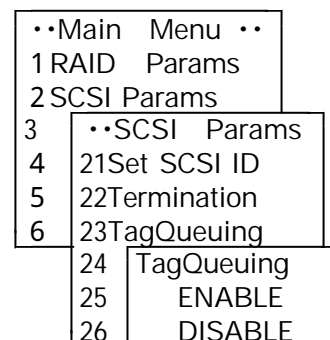 ··Main Menu ··
1 RAID Params
2 SCSI Params
3 ··SCSI Params
4 21Set SCSI ID
5 22Termination
6 23TagQueuing
24 TagQueuing
25 ENABLE
26 DISABLE